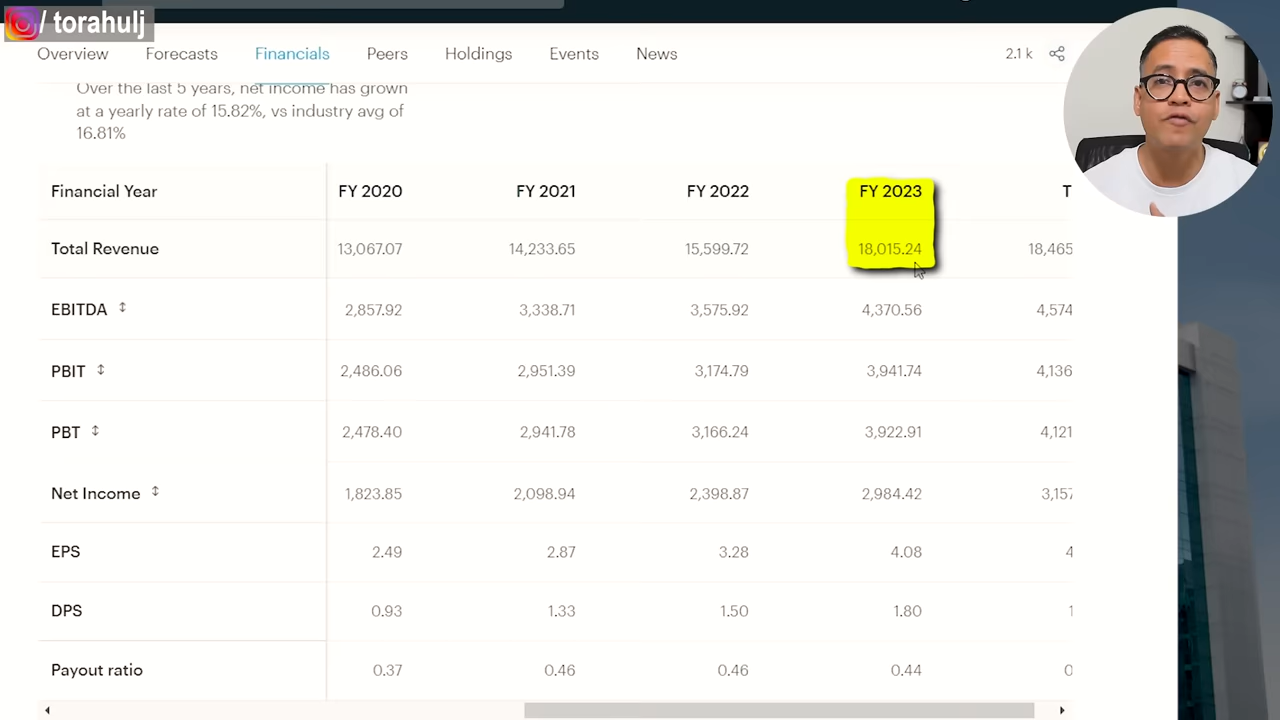 / torahulj
Overview Forecasts Financials Peers Holdings Events News 2.1 k
Over the last 5 years, net income has grown
at a yearly rate of 15.82%, vs industry avg of
16.81%
Financial Year FY 2020 FY 2021 FY 2022 FY 2023 T
Total Revenue 13,067.07 14,233.65 15,599.72 18,015.24 18,465
EBITDA 2,857.92 3,338.71 3,575.92 4,370.56 4,574
PBIT 2,486.06 2,951.39 3,174.79 3,941.74 4,136
PBT 2,478.40 2,941.78 3,166.24 3,922.91 4,121
Net Income 1,823.85 2,098.94 2,398.87 2,984.42 3,157
EPS 2.49 2.87 3.28 4.08 4
DPS 0.93 1.33 1.50 1.80 1
Payout ratio 0.37 0.46 0.46 0.44 0